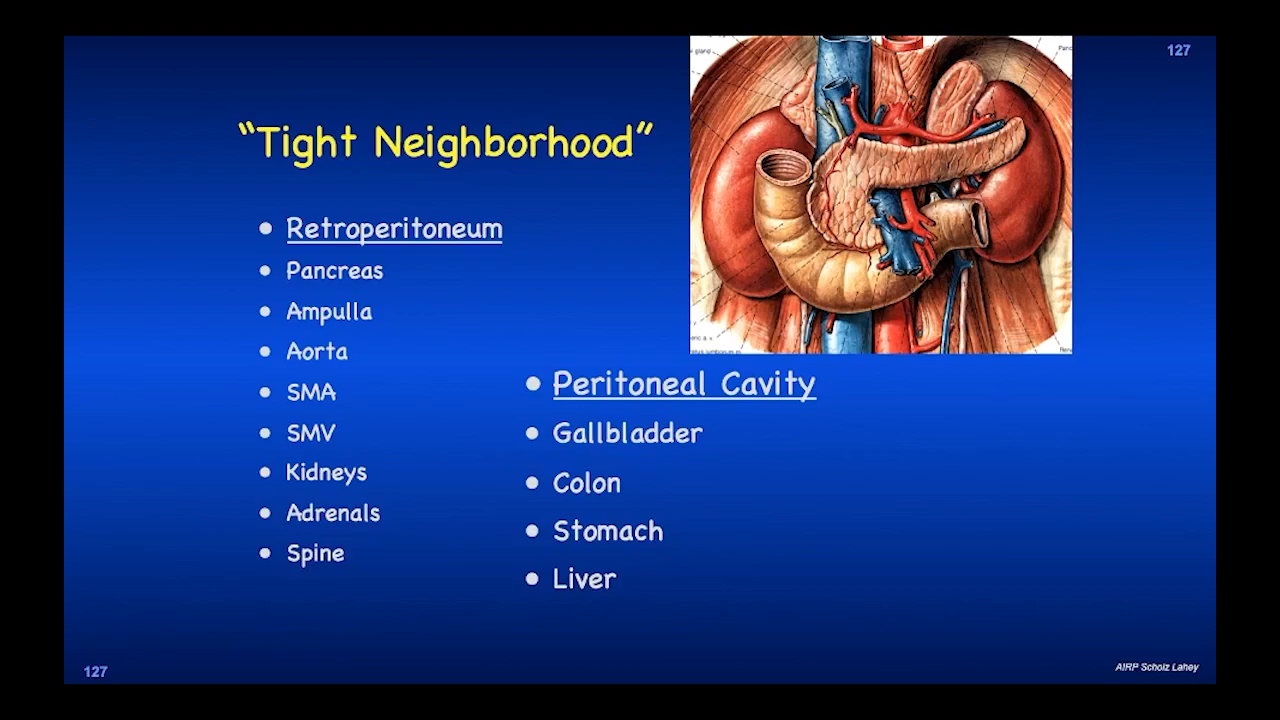 127
“Tight Neighborhood”
• Retroperitoneum
• Pancreas
• Ampulla
• Aorta
• SMA
• SMV
• Kidneys
• Adrenals
• Spine
• Peritoneal Cavity
• Gallbladder
• Colon
• Stomach
• Liver
127
AIRP Scholz Lahey